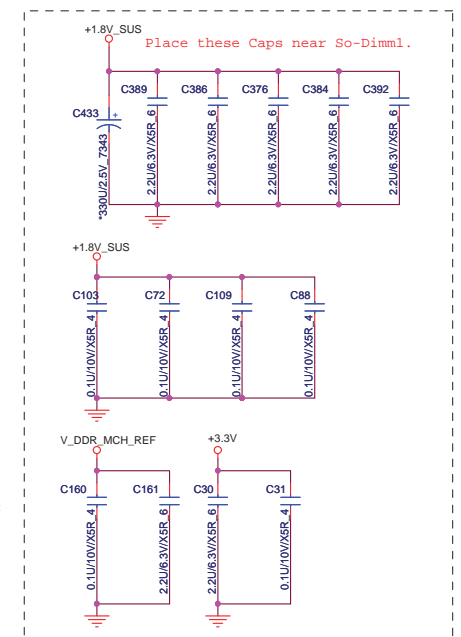 +1.8V_SUS
Place these Caps near So-Dimm1.
C389 C386 C376 C384 C392
C433
+
*330U/2.5V_7343
2.2U/6.3V/X5R_6
2.2U/6.3V/X5R_6
2.2U/6.3V/X5R_6
2.2U/6.3V/X5R_6
2.2U/6.3V/X5R_6
+1.8V_SUS
C103 C72 C109 C88
0.1U/10V/X5R_4
0.1U/10V/X5R_4
0.1U/10V/X5R_4
0.1U/10V/X5R_4
V_DDR_MCH_REF +3.3V
C160 C161 C30 C31
0.1U/10V/X5R_4
2.2U/6.3V/X5R_6
2.2U/6.3V/X5R_6
0.1U/10V/X5R_4